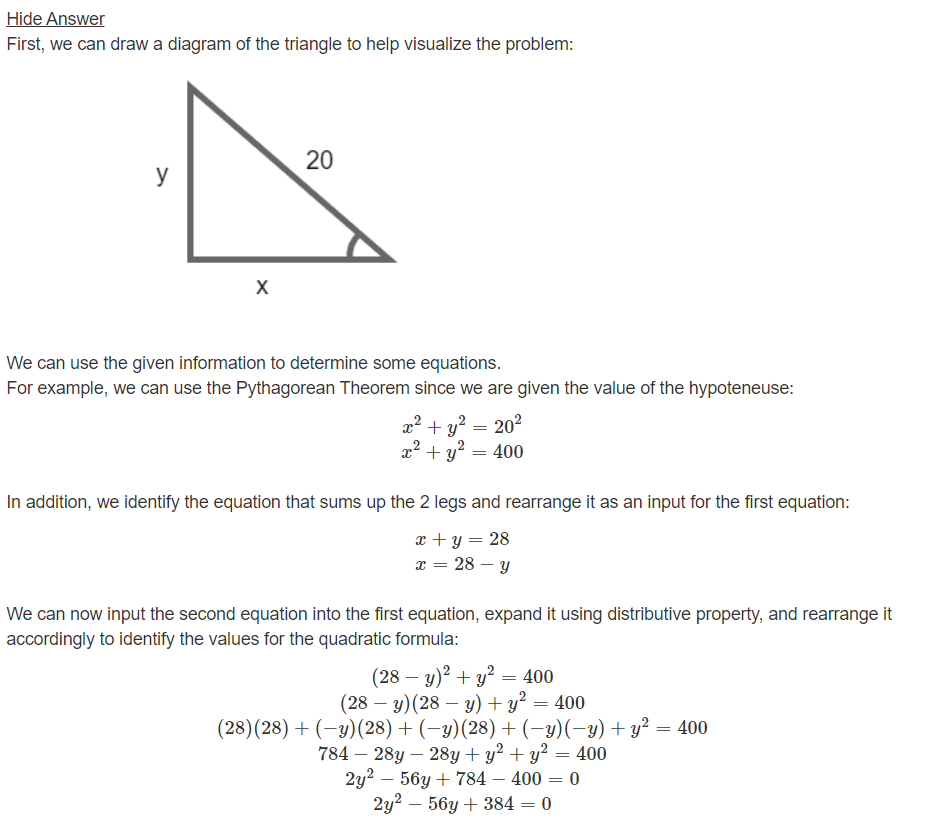 Hide Answer
First, we can draw a diagram of the triangle to help visualize the problem:
20
y
x
We can use the given information to determine some equations.
For example, we can use the Pythagorean Theorem since we are given the value of the hypoteneuse:
x² + y² = 20²
x² + y² = 400
In addition, we identify the equation that sums up the 2 legs and rearrange it as an input for the first equation:
x + y = 28
x = 28 − y
We can now input the second equation into the first equation, expand it using distributive property, and rearrange it
accordingly to identify the values for the quadratic formula:
(28 − y)² + y² = 400
(28 − y)(28 − y) + y² = 400
(28)(28) + (−y)(28) + (−y)(28) + (−y)(−y) + y² = 400
784 − 28y − 28y + y² + y² = 400
2y² − 56y + 784 − 400 = 0
2y² − 56y + 384 = 0